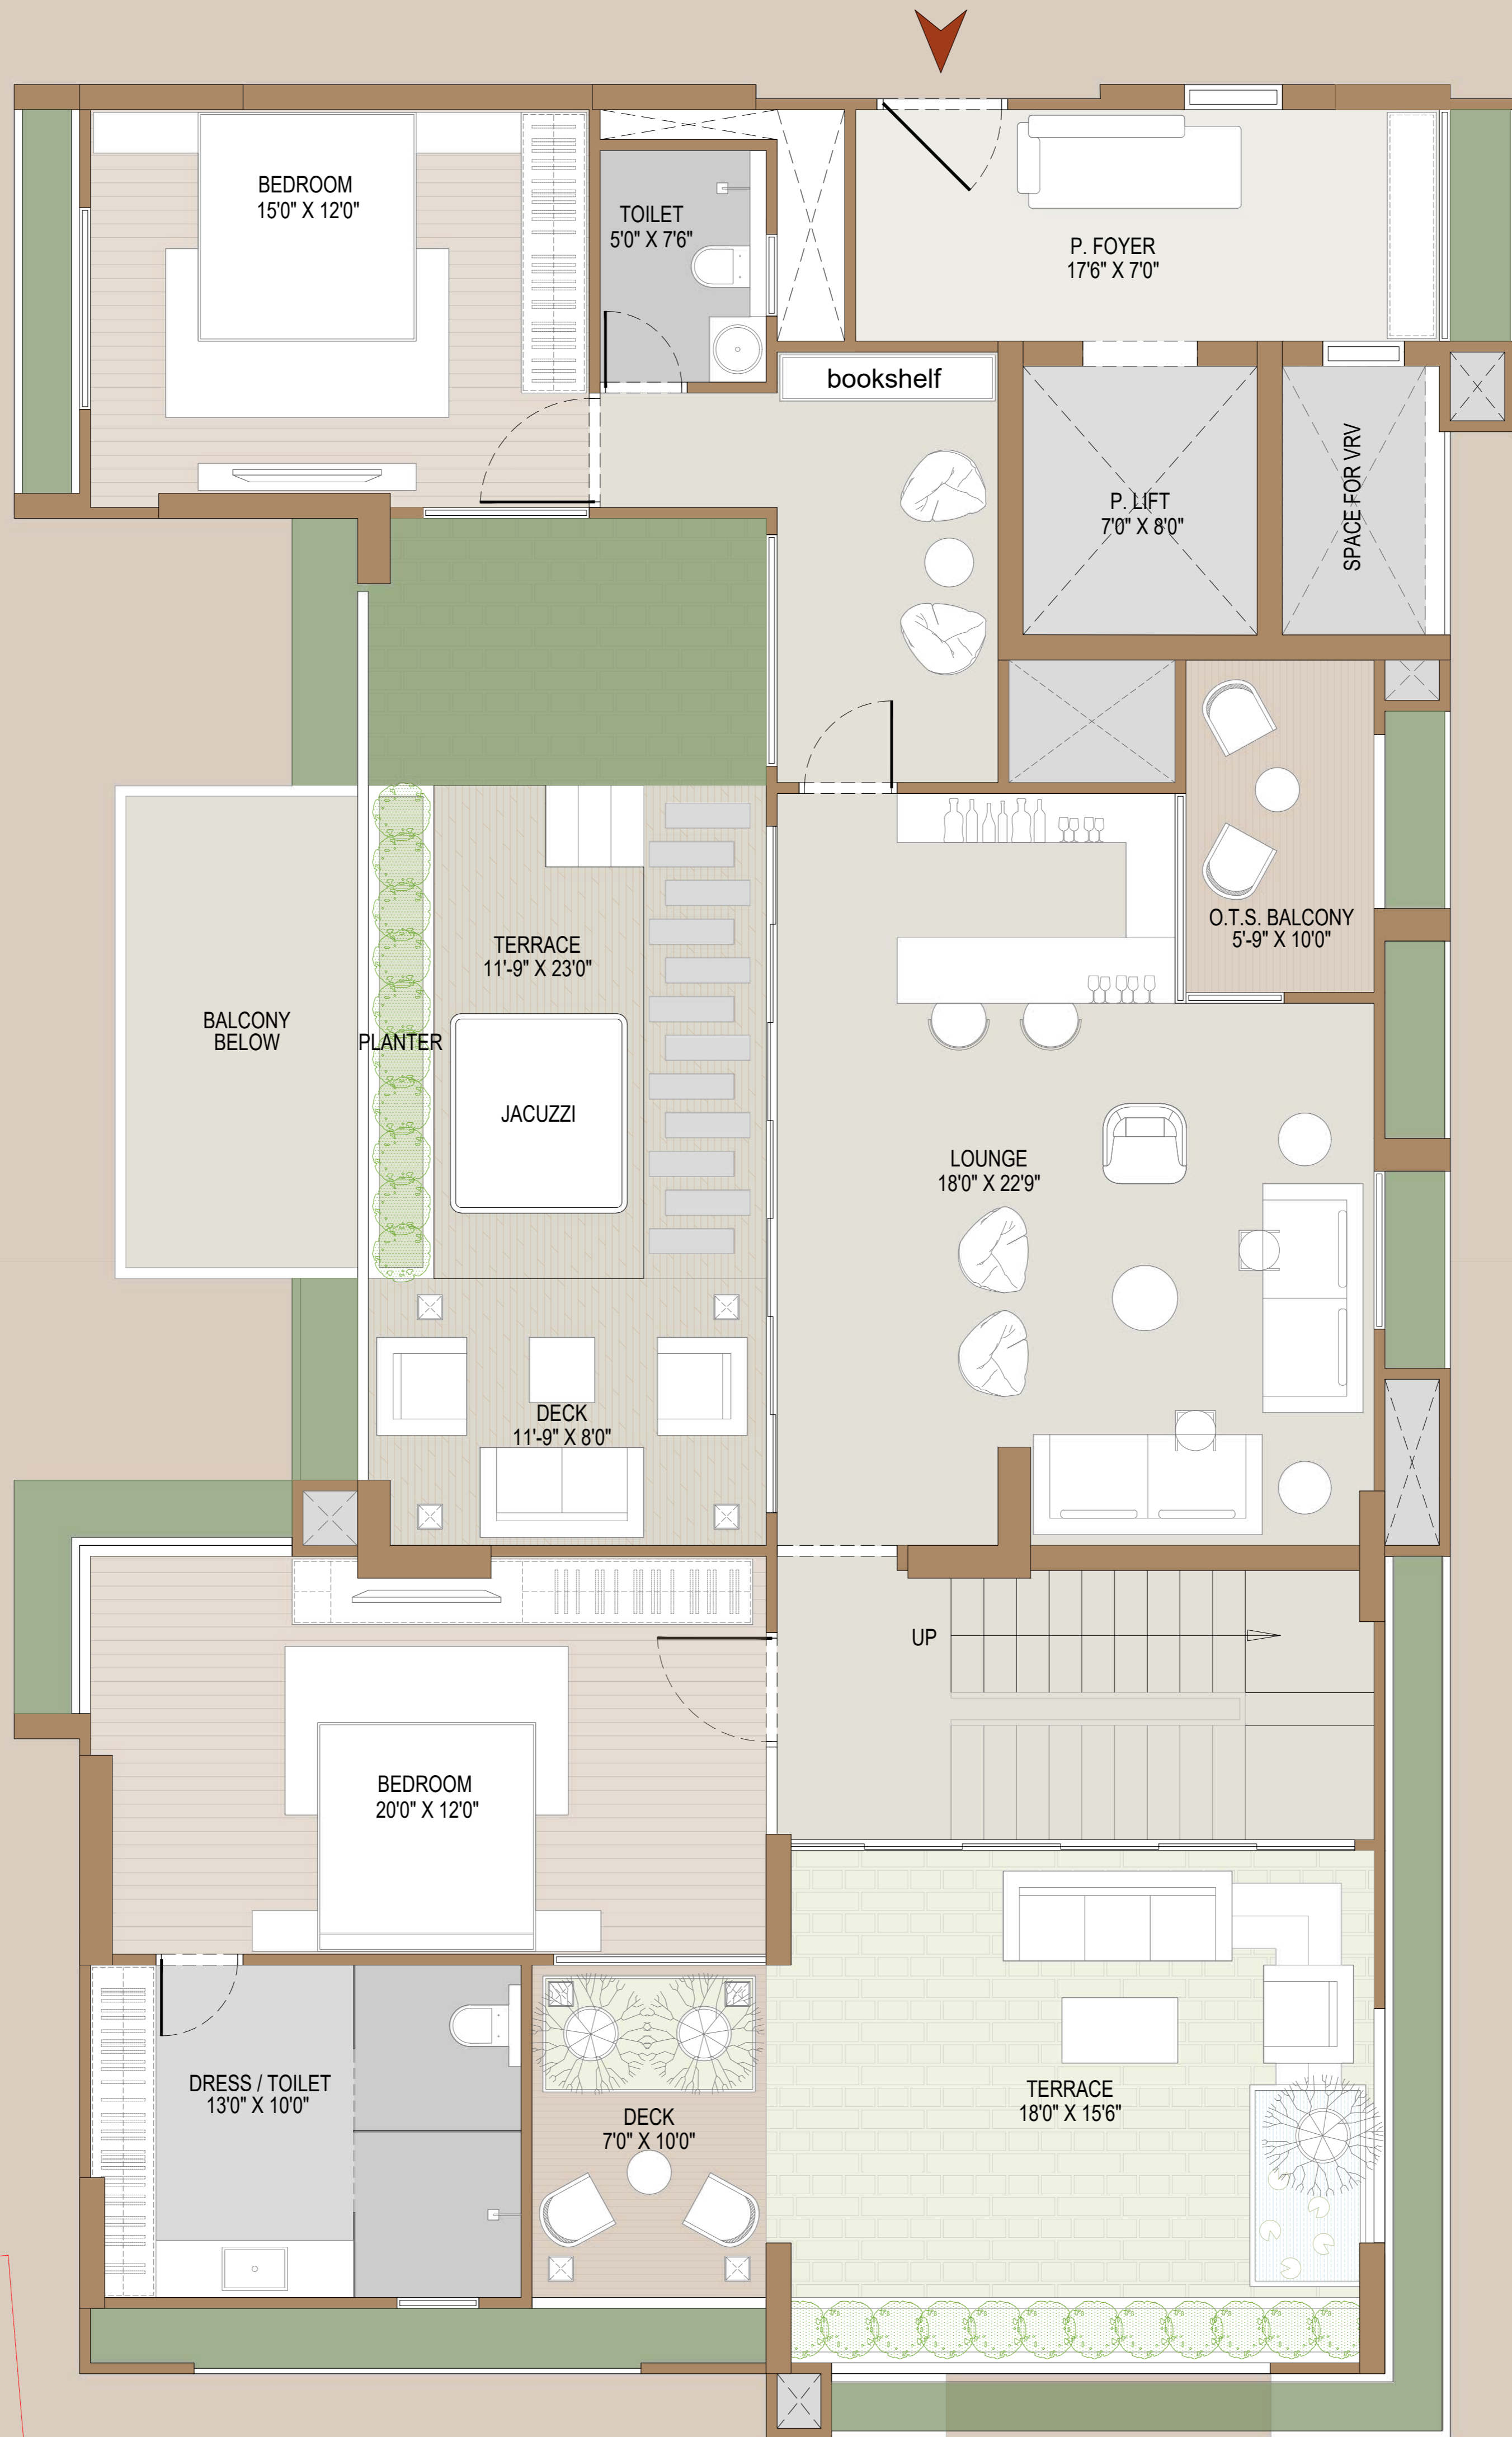 BEDROOM
15'0" X 12'0"
TOILET
5'0" X 7'6"
P. FOYER
17'6" X 7'0"
bookshelf
P. LIFT
7'0" X 8'0"
SPACE FOR VRV
O.T.S. BALCONY
5'-9" X 10'0"
TERRACE
11'-9" X 23'0"
BALCONY
BELOW
PLANTER
JACUZZI
LOUNGE
18'0" X 22'9"
DECK
11'-9" X 8'0"
UP
BEDROOM
20'0" X 12'0"
DRESS / TOILET
13'0" X 10'0"
DECK
7'0" X 10'0"
TERRACE
18'0" X 15'6"